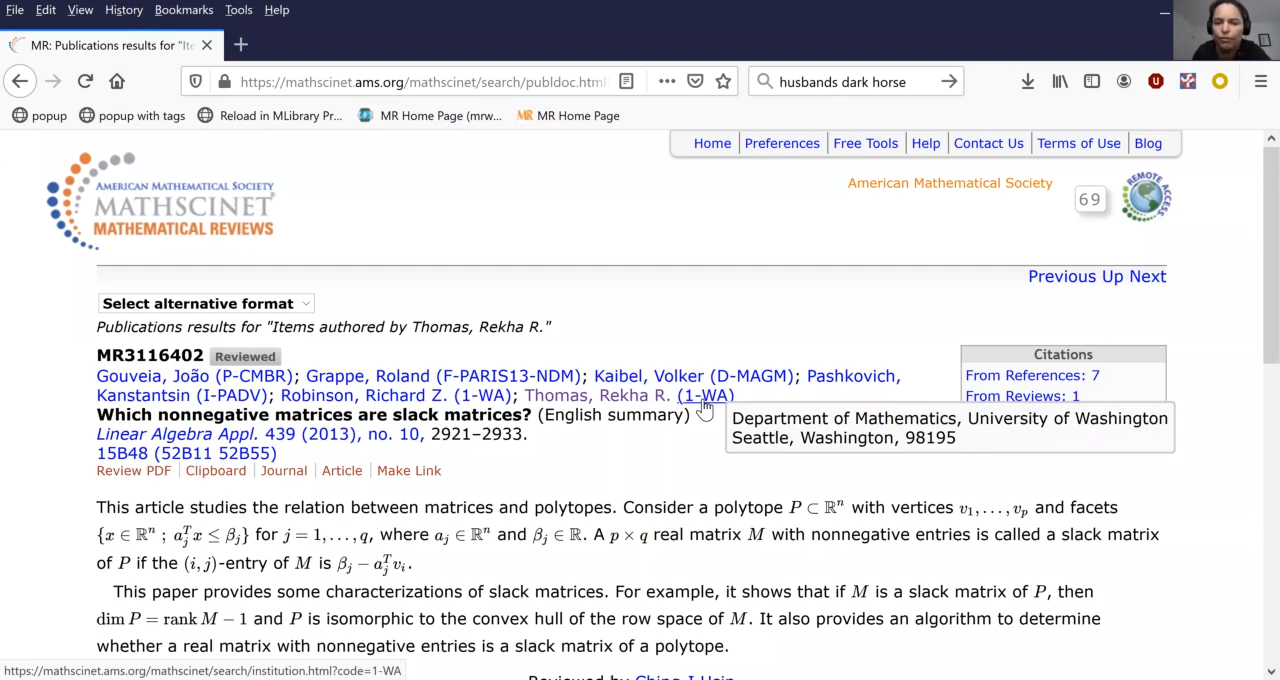 File Edit View History Bookmarks Tools Help
MR: Publications results for "Ite
https://mathscinet.ams.org/mathscinet/search/publdoc.html
husbands dark horse
popup popup with tags Reload in MLibrary Pr... MR Home Page (mrw... MR MR Home Page
Home Preferences Free Tools Help Contact Us Terms of Use Blog
AMERICAN MATHEMATICAL SOCIETY
MATHSCINET
MATHEMATICAL REVIEWS
American Mathematical Society
69
REMOTE ACCESS
Previous Up Next
Select alternative format
Publications results for "Items authored by Thomas, Rekha R."
MR3116402 Reviewed
Gouveia, João (P-CMBR); Grappe, Roland (F-PARIS13-NDM); Kaibel, Volker (D-MAGM); Pashkovich,
Kanstantsin (I-PADV); Robinson, Richard Z. (1-WA); Thomas, Rekha R. (1-WA)
Which nonnegative matrices are slack matrices? (English summary)
Linear Algebra Appl. 439 (2013), no. 10, 2921–2933.
15B48 (52B11 52B55)
Review PDF | Clipboard | Journal | Article | Make Link
Citations
From References: 7
From Reviews: 1
Department of Mathematics, University of Washington
Seattle, Washington, 98195
This article studies the relation between matrices and polytopes. Consider a polytope P ⊂ ℝⁿ with vertices v₁, . . . , vₚ and facets
{x ∈ ℝⁿ ; aⱼᵀx ≤ βⱼ} for j = 1, . . . , q, where aⱼ ∈ ℝⁿ and βⱼ ∈ ℝ. A p × q real matrix M with nonnegative entries is called a slack matrix
of P if the (i, j)-entry of M is βⱼ − aⱼᵀvᵢ.
This paper provides some characterizations of slack matrices. For example, it shows that if M is a slack matrix of P, then
dim P = rank M − 1 and P is isomorphic to the convex hull of the row space of M. It also provides an algorithm to determine
whether a real matrix with nonnegative entries is a slack matrix of a polytope.
Reviewed by Ching-I Hsin
https://mathscinet.ams.org/mathscinet/search/institution.html?code=1-WA